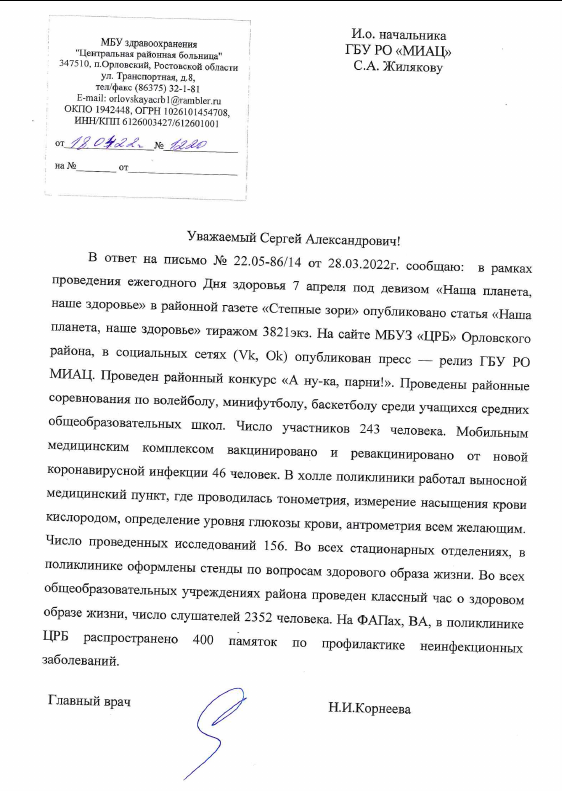 МБУ здравоохранения
"Центральная районная больница"
347510, п.Орловский, Ростовской области
ул. Транспортная, д.8,
тел/факс (86375) 32-1-81
E-mail: orlovskayacrb1@rambler.ru
ОКПО 1942448, ОГРН 1026101454708,
ИНН/КПП 6126003427/612601001
от 18.04.22г. № 1220
на №________ от____________________
И.о. начальника
ГБУ РО «МИАЦ»
С.А. Жилякову
Уважаемый Сергей Александрович!
В ответ на письмо № 22.05-86/14 от 28.03.2022г. сообщаю: в рамках
проведения ежегодного Дня здоровья 7 апреля под девизом «Наша планета,
наше здоровье» в районной газете «Степные зори» опубликовано статья «Наша
планета, наше здоровье» тиражом 3821экз. На сайте МБУЗ «ЦРБ» Орловского
района, в социальных сетях (Vk, Ok) опубликован пресс — релиз ГБУ РО
МИАЦ. Проведен районный конкурс «А ну-ка, парни!». Проведены районные
соревнования по волейболу, минифутболу, баскетболу среди учащихся средних
общеобразовательных школ. Число участников 243 человека. Мобильным
медицинским комплексом вакцинировано и ревакцинировано от новой
коронавирусной инфекции 46 человек. В холле поликлиники работал выносной
медицинский пункт, где проводилась тонометрия, измерение насыщения крови
кислородом, определение уровня глюкозы крови, антрометрия всем желающим.
Число проведенных исследований 156. Во всех стационарных отделениях, в
поликлинике оформлены стенды по вопросам здорового образа жизни. Во всех
общеобразовательных учреждениях района проведен классный час о здоровом
образе жизни, число слушателей 2352 человека. На ФАПах, ВА, в поликлинике
ЦРБ распространено 400 памяток по профилактике неинфекционных
заболеваний.
Главный врач Н.И.Корнеева